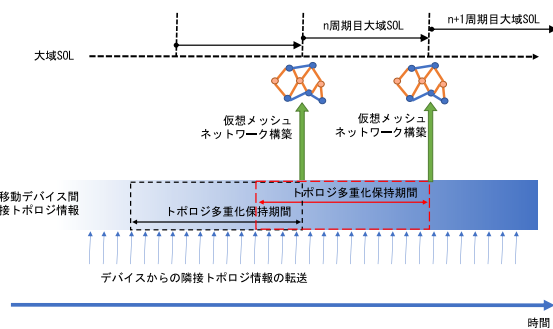 n周期目大域SOL
n+1周期目大域SOL
大域SOL
仮想メッシュ
ネットワーク構築
仮想メッシュ
ネットワーク構築
移動デバイス間
接トポロジ情報
トポロジ多重化保持期間
トポロジ多重化保持期間
デバイスからの隣接トポロジ情報の転送
時間